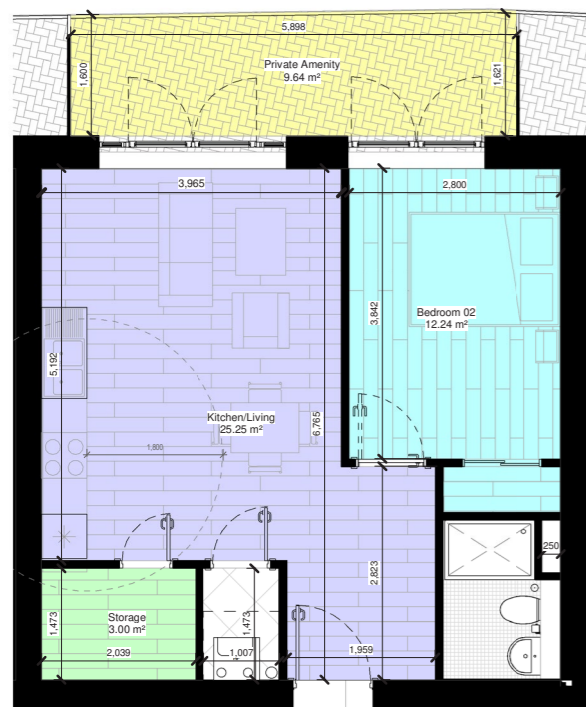 5,898
1,600
Private Amenity
9.64 m²
1,621
3,965
2,800
3,842
Bedroom 02
12.24 m²
5,192
Kitchen/Living
25.25 m²
6,765
1,800
250
2,823
1,473
Storage
3.00 m²
1,473
2,039
1,007
1,959